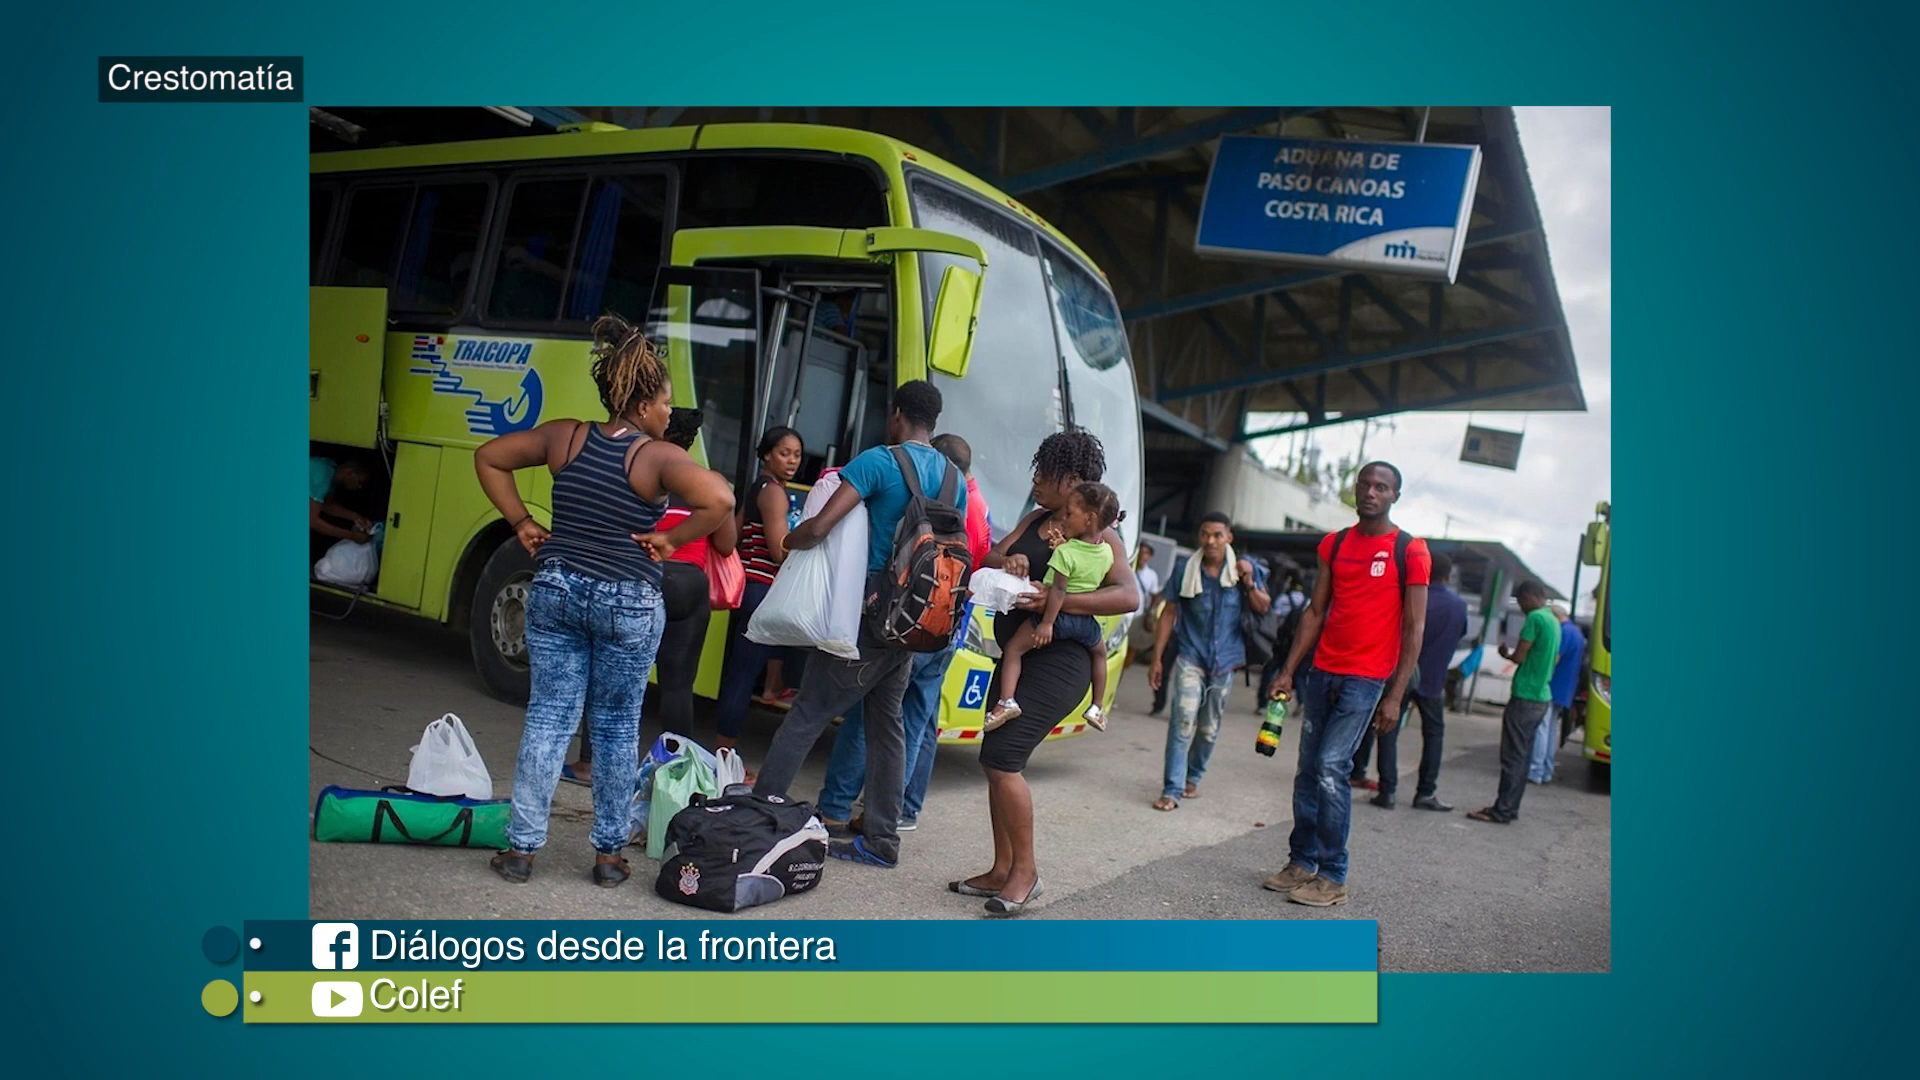 Crestomatía
ADUANA DE
PASO CANOAS
COSTA RICA
TRACOPA
Diálogos desde la frontera
Colef